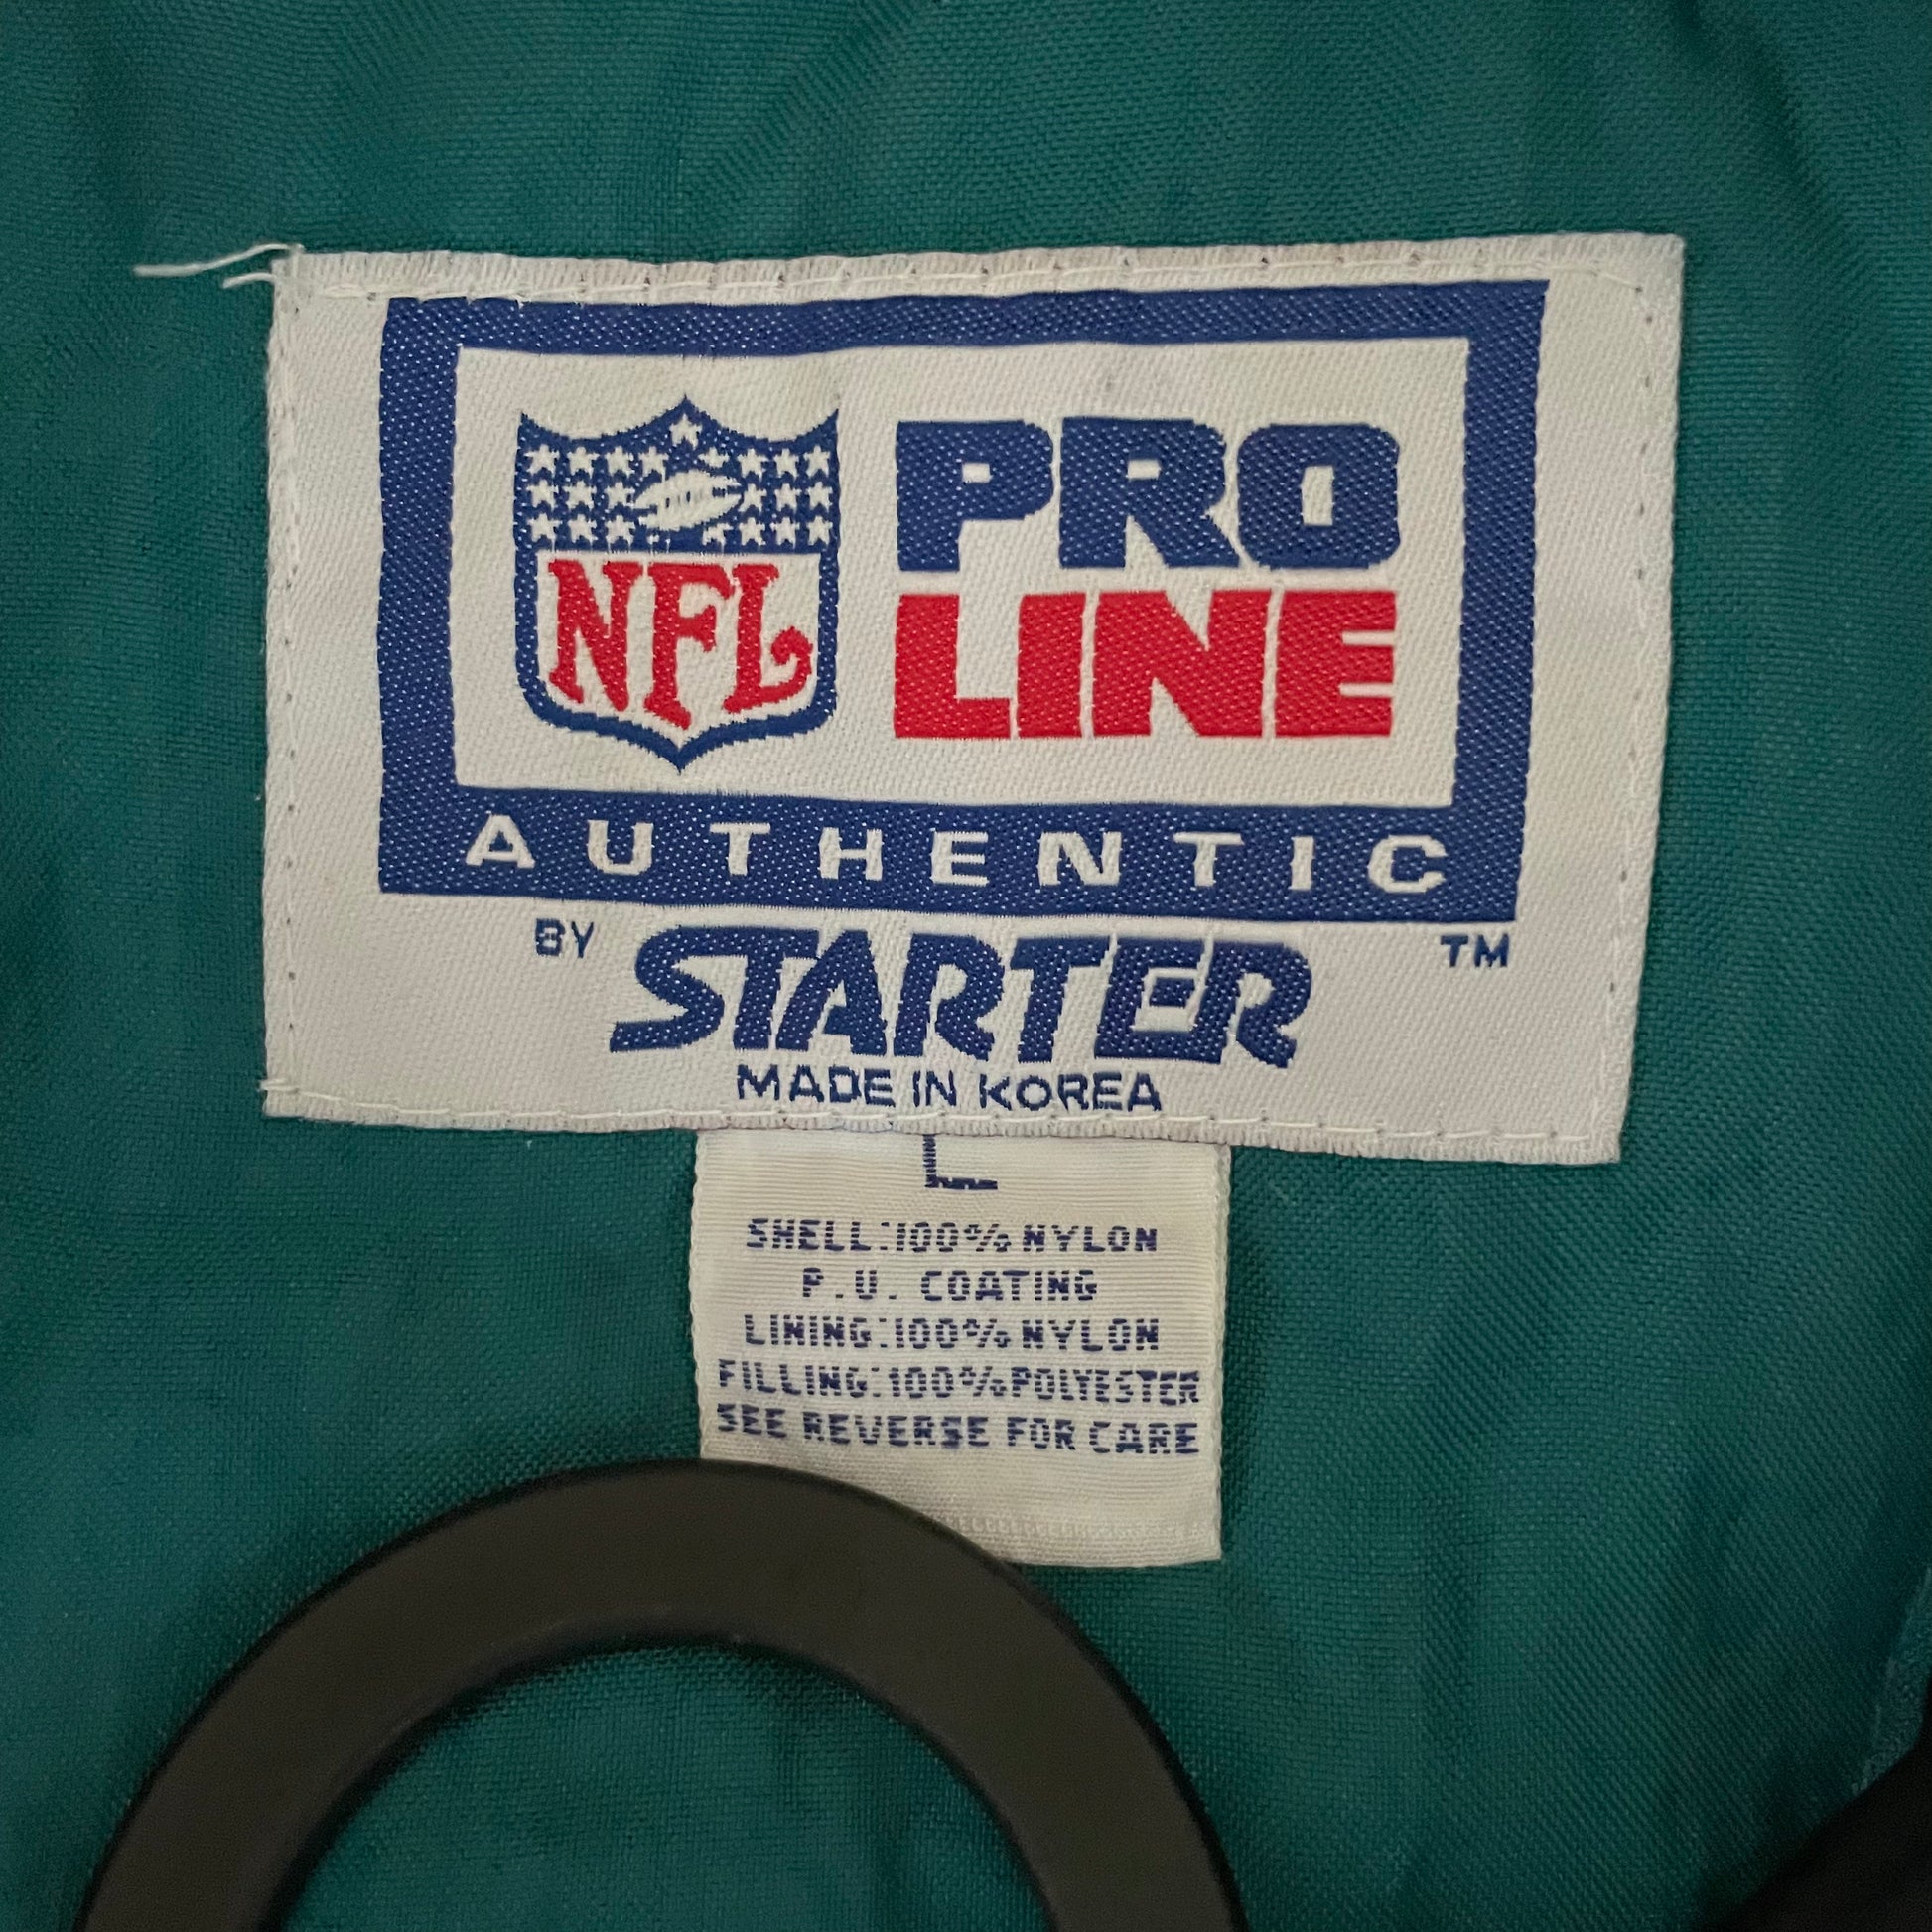 NFL
PRO
LINE
AUTHENTIC
BY STARTER TM
MADE IN KOREA
L
SHELL:100% NYLON
P.U. COATING
LINING:100% NYLON
FILLING:100% POLYESTER
SEE REVERSE FOR CARE